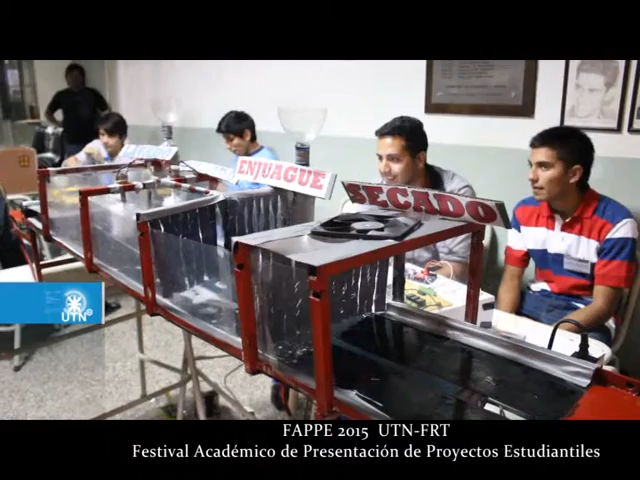 ENJUAGUE
SECADO
UTN
FAPPE 2015 UTN-FRT
Festival Académico de Presentación de Proyectos Estudiantiles